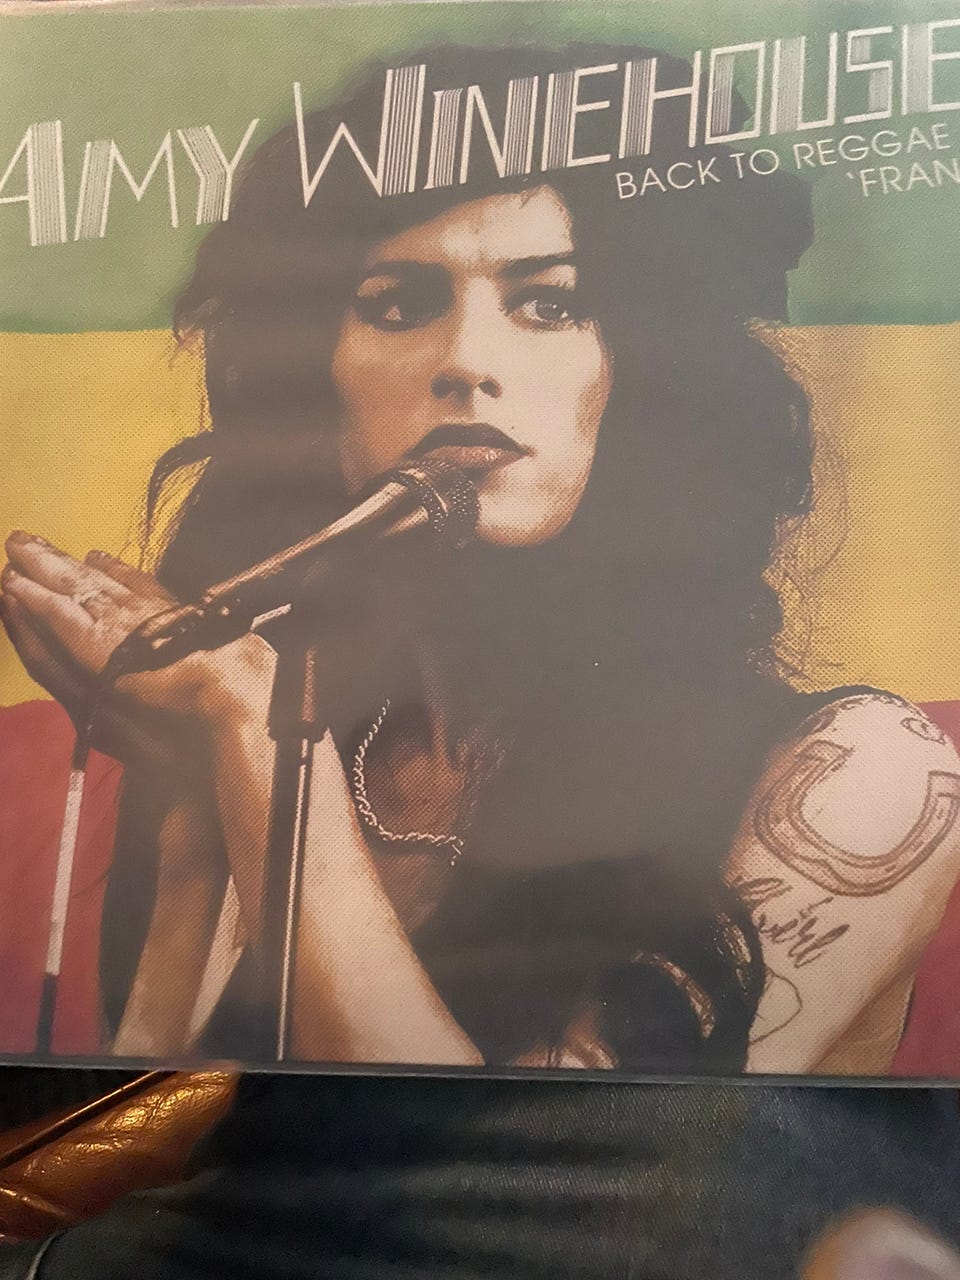 AMY WINEHOUSE
BACK TO REGGAE
'FRAN